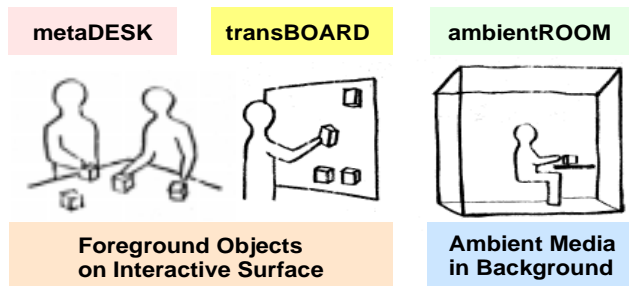 metaDESK
transBOARD
ambientROOM
Foreground Objects
on Interactive Surface
Ambient Media
in Background